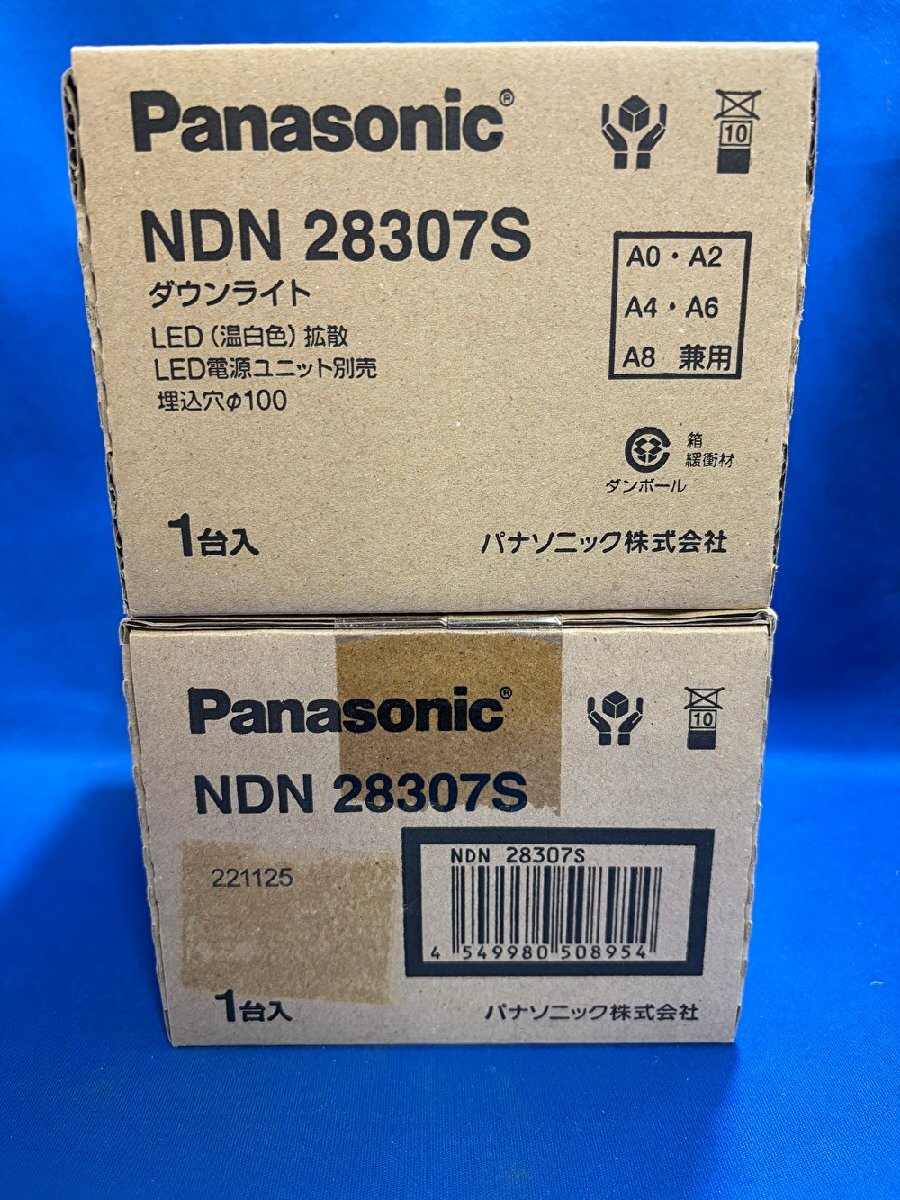 Panasonic®
10
NDN 28307S
ダウンライト
LED（温白色）拡散
LED電源ユニット別売
埋込穴φ100
A0・A2
A4・A6
A8 兼用
箱
緩衝材
ダンボール
1台入
パナソニック株式会社
Panasonic®
10
NDN 28307S
221125
NDN 28307S
4 549980 508954
1台入
パナソニック株式会社